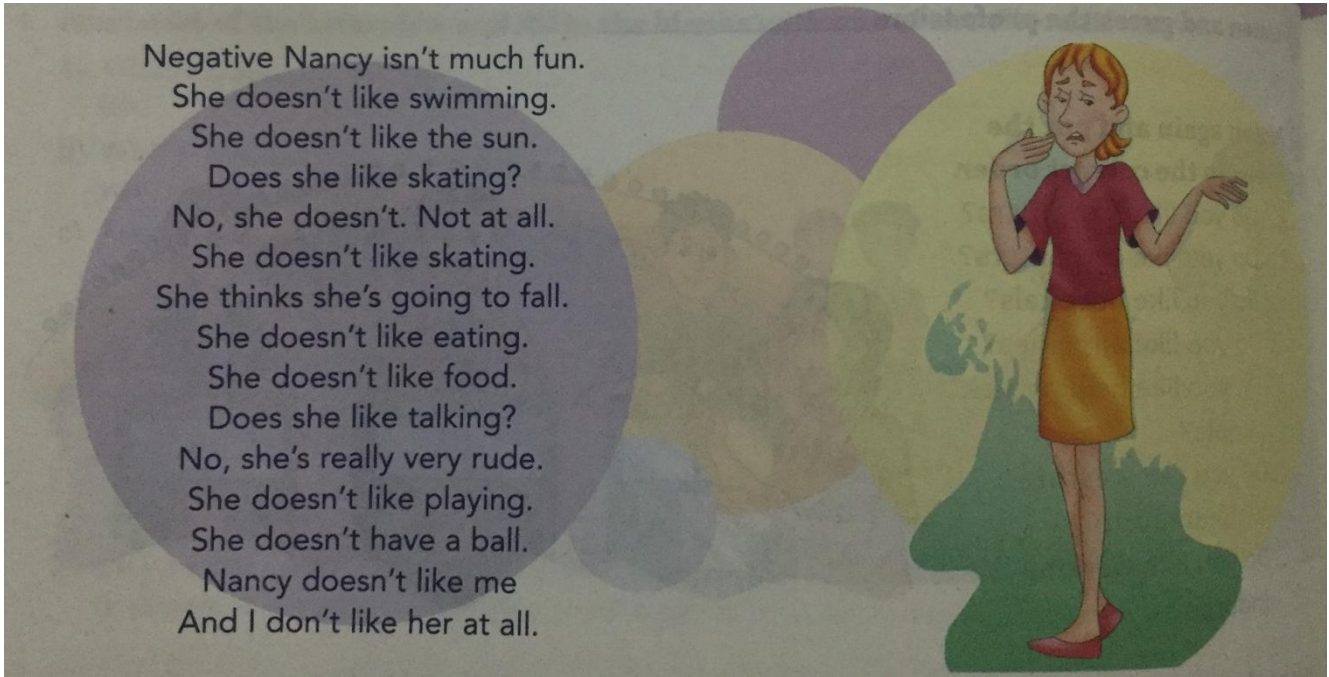 Negative Nancy isn't much fun.
She doesn't like swimming.
She doesn't like the sun.
Does she like skating?
No, she doesn't. Not at all.
She doesn't like skating.
She thinks she's going to fall.
She doesn't like eating.
She doesn't like food.
Does she like talking?
No, she's really very rude.
She doesn't like playing.
She doesn't have a ball.
Nancy doesn't like me
And I don't like her at all.